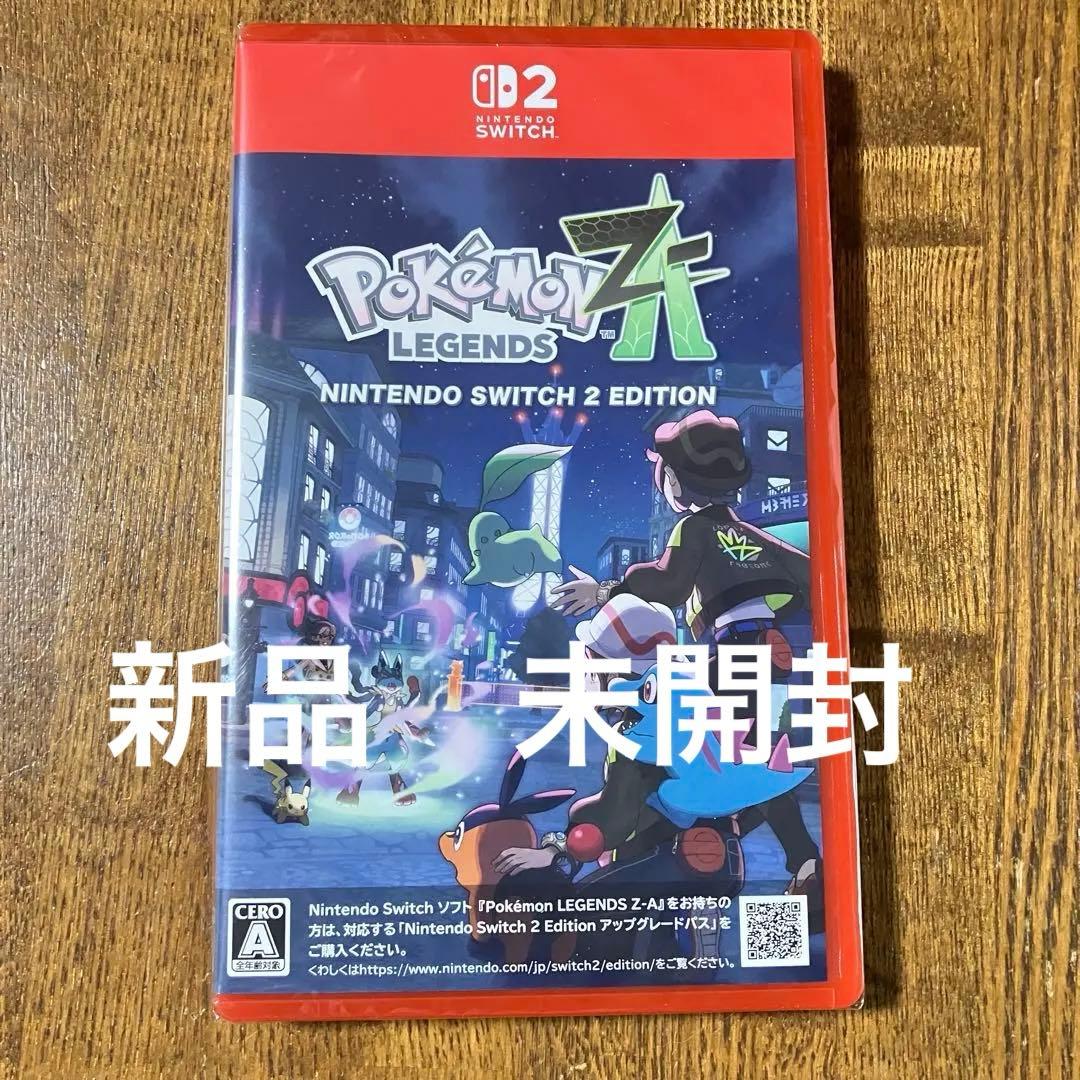 2
NINTENDO
SWITCH™
POKÉMON
LEGENDS
Z-A™
NINTENDO SWITCH 2 EDITION
新品 未開封
CERO
A
全年齢対象
Nintendo Switch ソフト『Pokémon LEGENDS Z-A』をお持ちの
方は、対応する「Nintendo Switch 2 Edition アップグレードパス」を
ご購入ください。
くわしくはhttps://www.nintendo.com/jp/switch2/edition/をご覧ください。